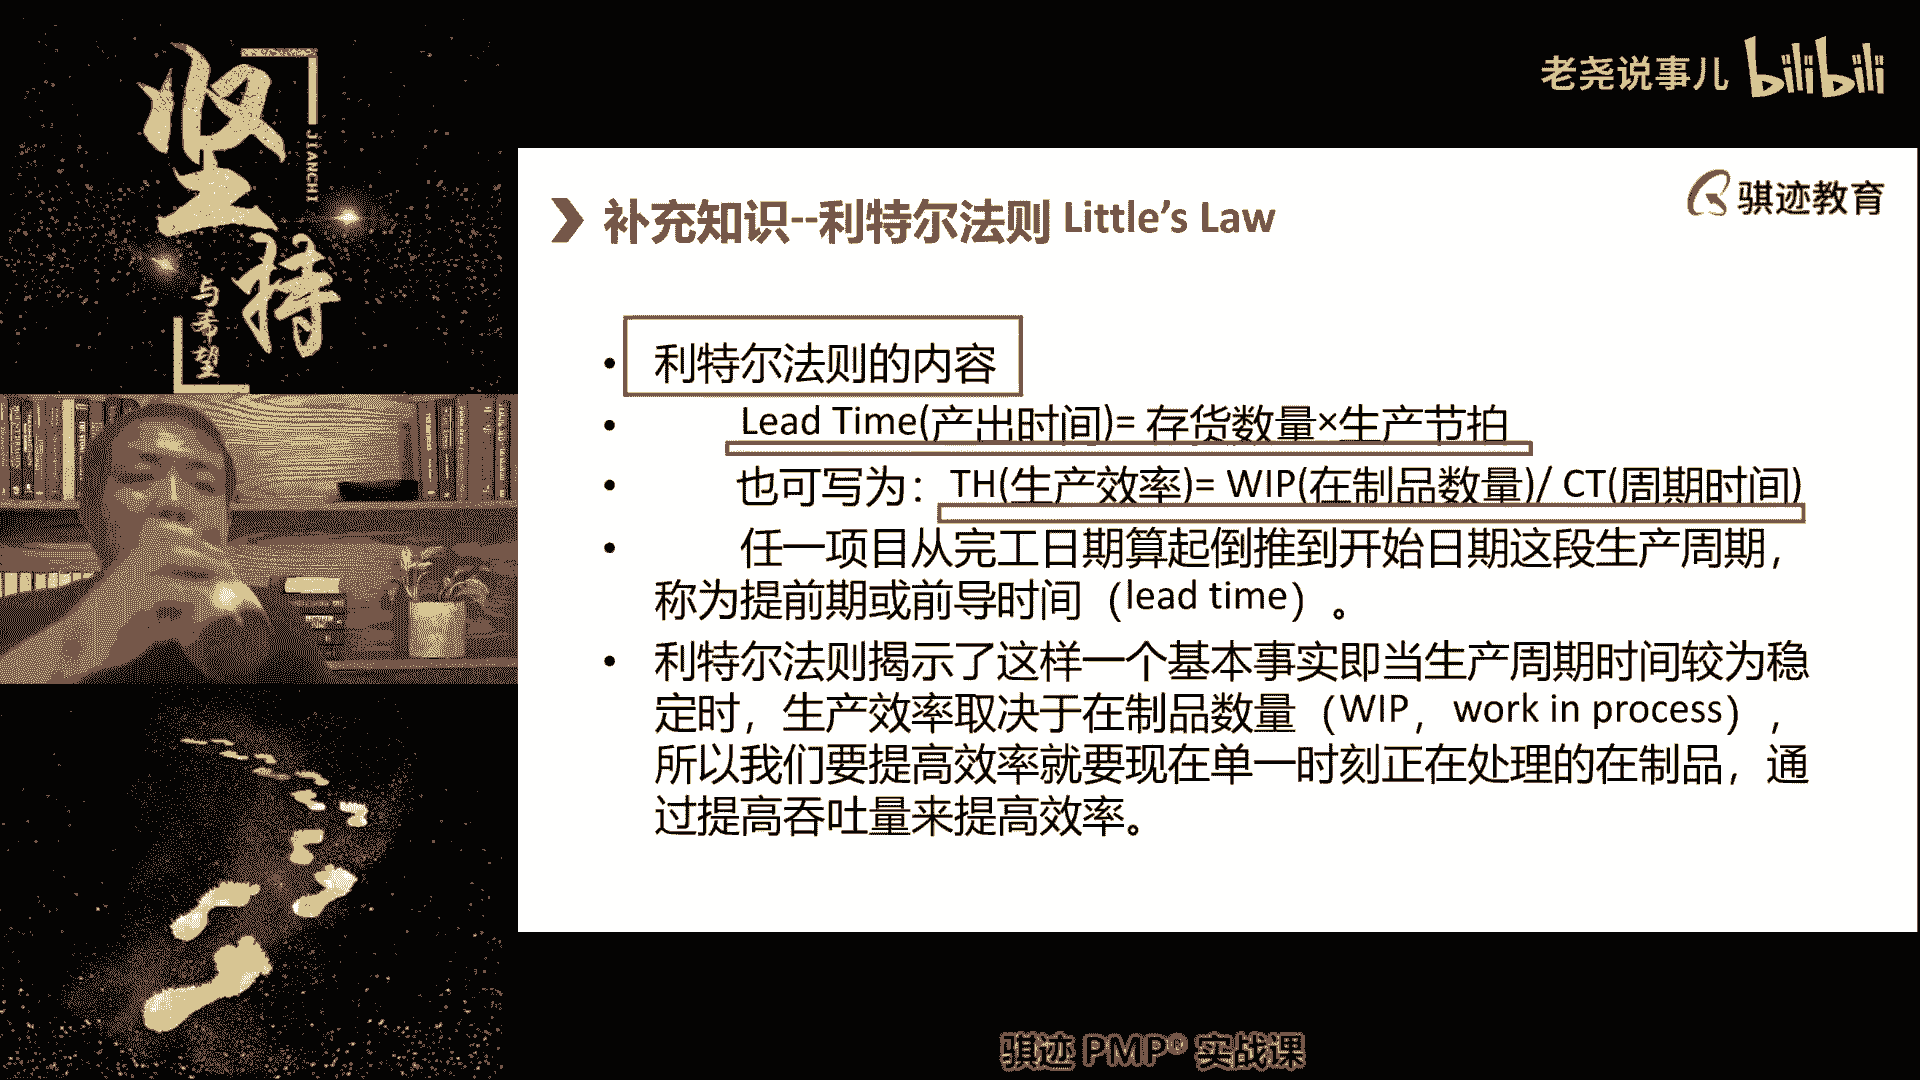 坚持
JIANCHI
与希望
老尧说事儿 bilibili
骐迹教育
补充知识--利特尔法则 Little’s Law
• 利特尔法则的内容
• Lead Time(产出时间)= 存货数量×生产节拍
• 也可写为：TH(生产效率)= WIP(在制品数量)/ CT(周期时间)
• 任一项目从完工日期算起倒推到开始日期这段生产周期，
称为提前期或前导时间（lead time）。
• 利特尔法则揭示了这样一个基本事实即当生产周期时间较为稳
定时，生产效率取决于在制品数量（WIP，work in process），
所以我们要提高效率就要现在单一时刻正在处理的在制品，通
过提高吞吐量来提高效率。
骐迹 PMP® 实战课